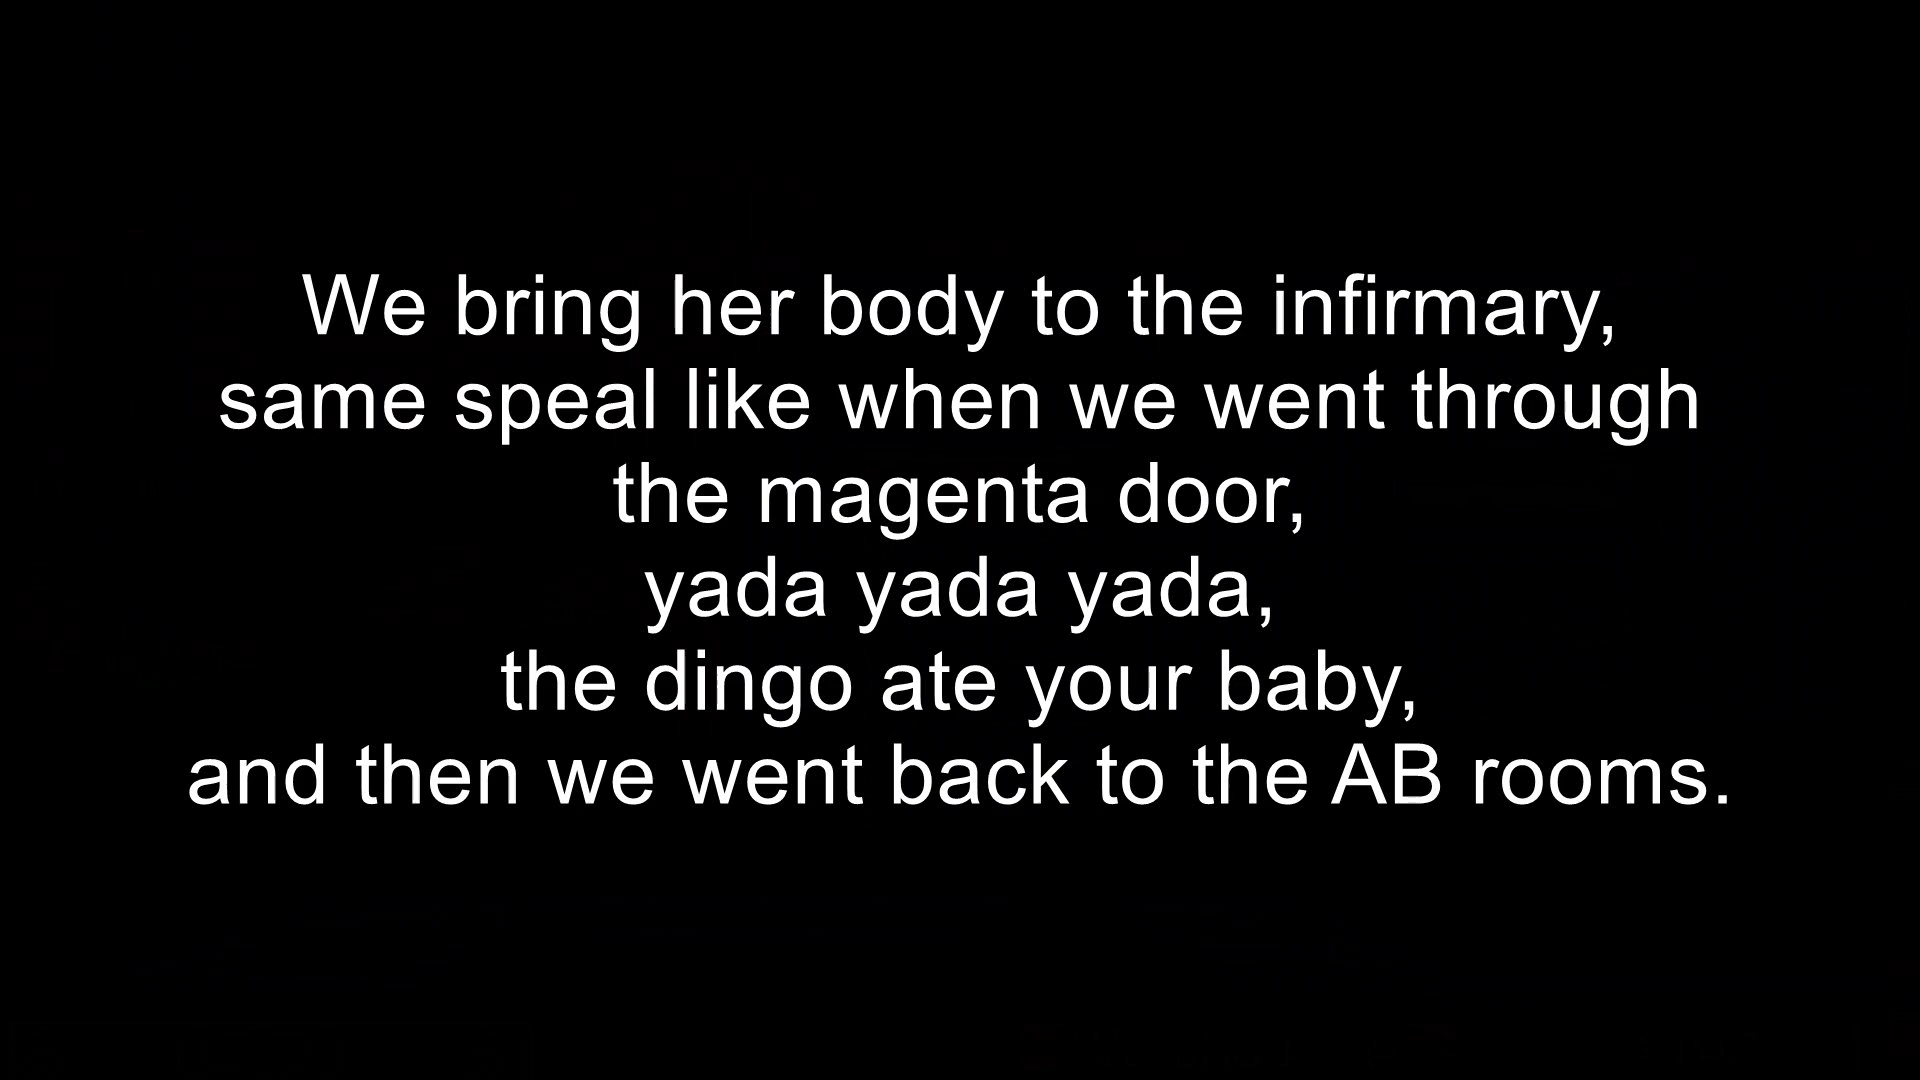 We bring her body to the infirmary,
same speal like when we went through
the magenta door,
yada yada yada,
the dingo ate your baby,
and then we went back to the AB rooms.